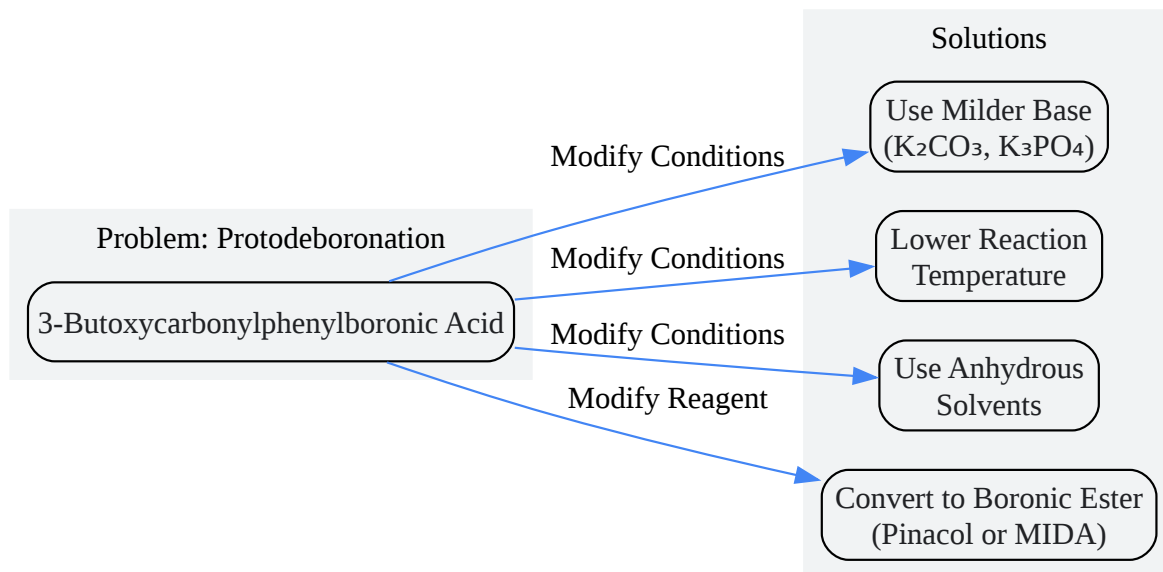 Solutions
Use Milder Base
(K₂CO₃, K₃PO₄)
Modify Conditions
Problem: Protodeboronation
Modify Conditions
Lower Reaction
Temperature
3-Butoxycarbonylphenylboronic Acid
Modify Conditions
Use Anhydrous
Solvents
Modify Reagent
Convert to Boronic Ester
(Pinacol or MIDA)